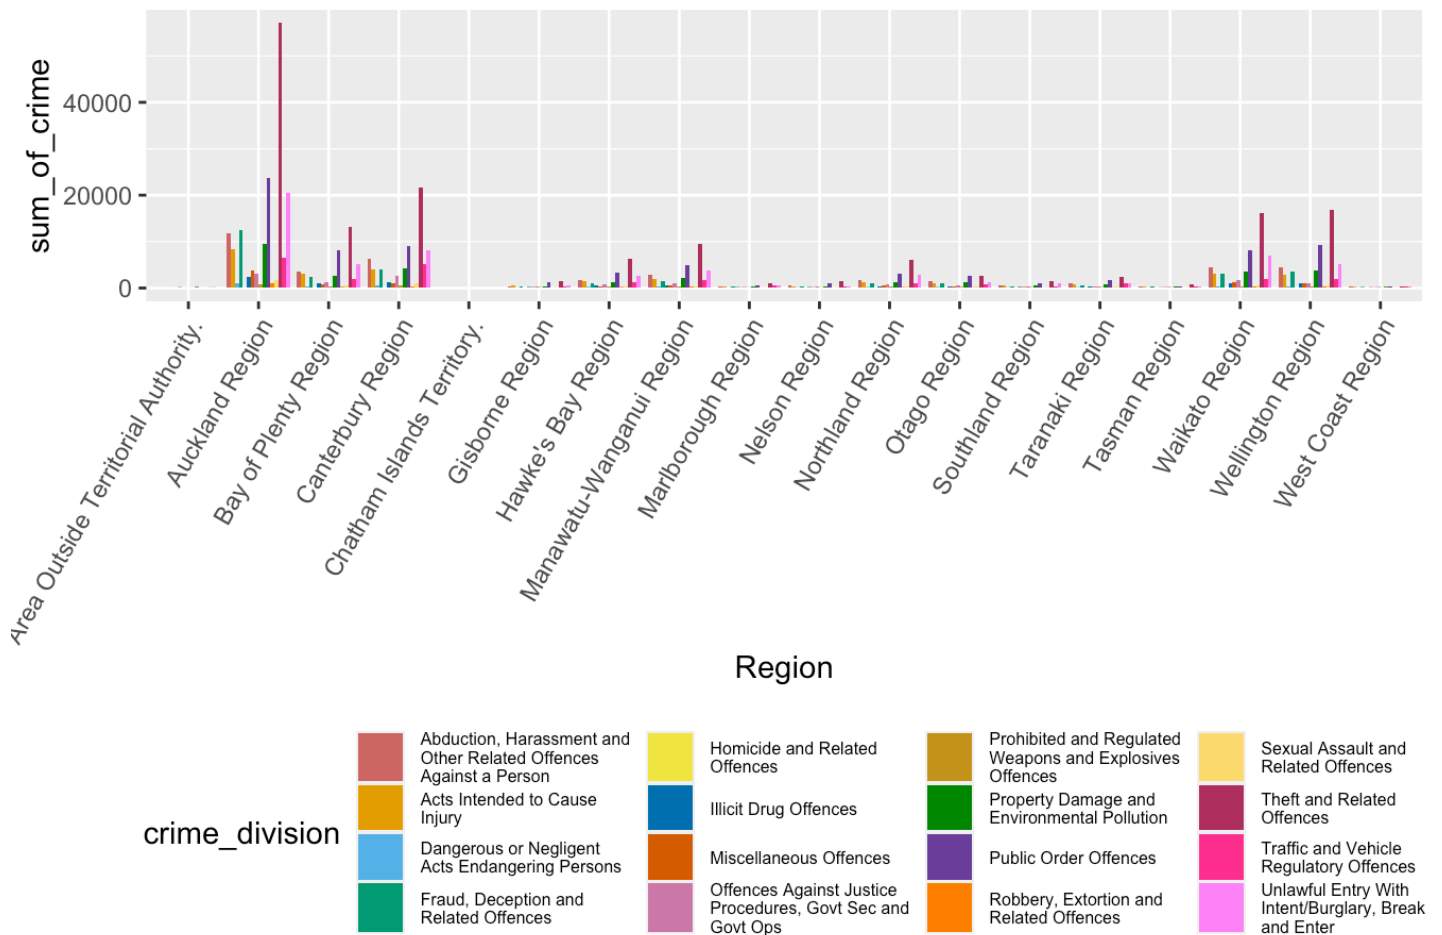 sum_of_crime
40000
20000
0
Area Outside Territorial Authority.
Auckland Region
Bay of Plenty Region
Canterbury Region
Chatham Islands Territory.
Gisborne Region
Hawke's Bay Region
Manawatu-Wanganui Region
Marlborough Region
Nelson Region
Northland Region
Otago Region
Southland Region
Taranaki Region
Tasman Region
Waikato Region
Wellington Region
West Coast Region
Region
crime_division
Abduction, Harassment and
Other Related Offences
Against a Person
Acts Intended to Cause
Injury
Dangerous or Negligent
Acts Endangering Persons
Fraud, Deception and
Related Offences
Homicide and Related
Offences
Illicit Drug Offences
Miscellaneous Offences
Offences Against Justice
Procedures, Govt Sec and
Govt Ops
Prohibited and Regulated
Weapons and Explosives
Offences
Property Damage and
Environmental Pollution
Public Order Offences
Robbery, Extortion and
Related Offences
Sexual Assault and
Related Offences
Theft and Related
Offences
Traffic and Vehicle
Regulatory Offences
Unlawful Entry With
Intent/Burglary, Break
and Enter